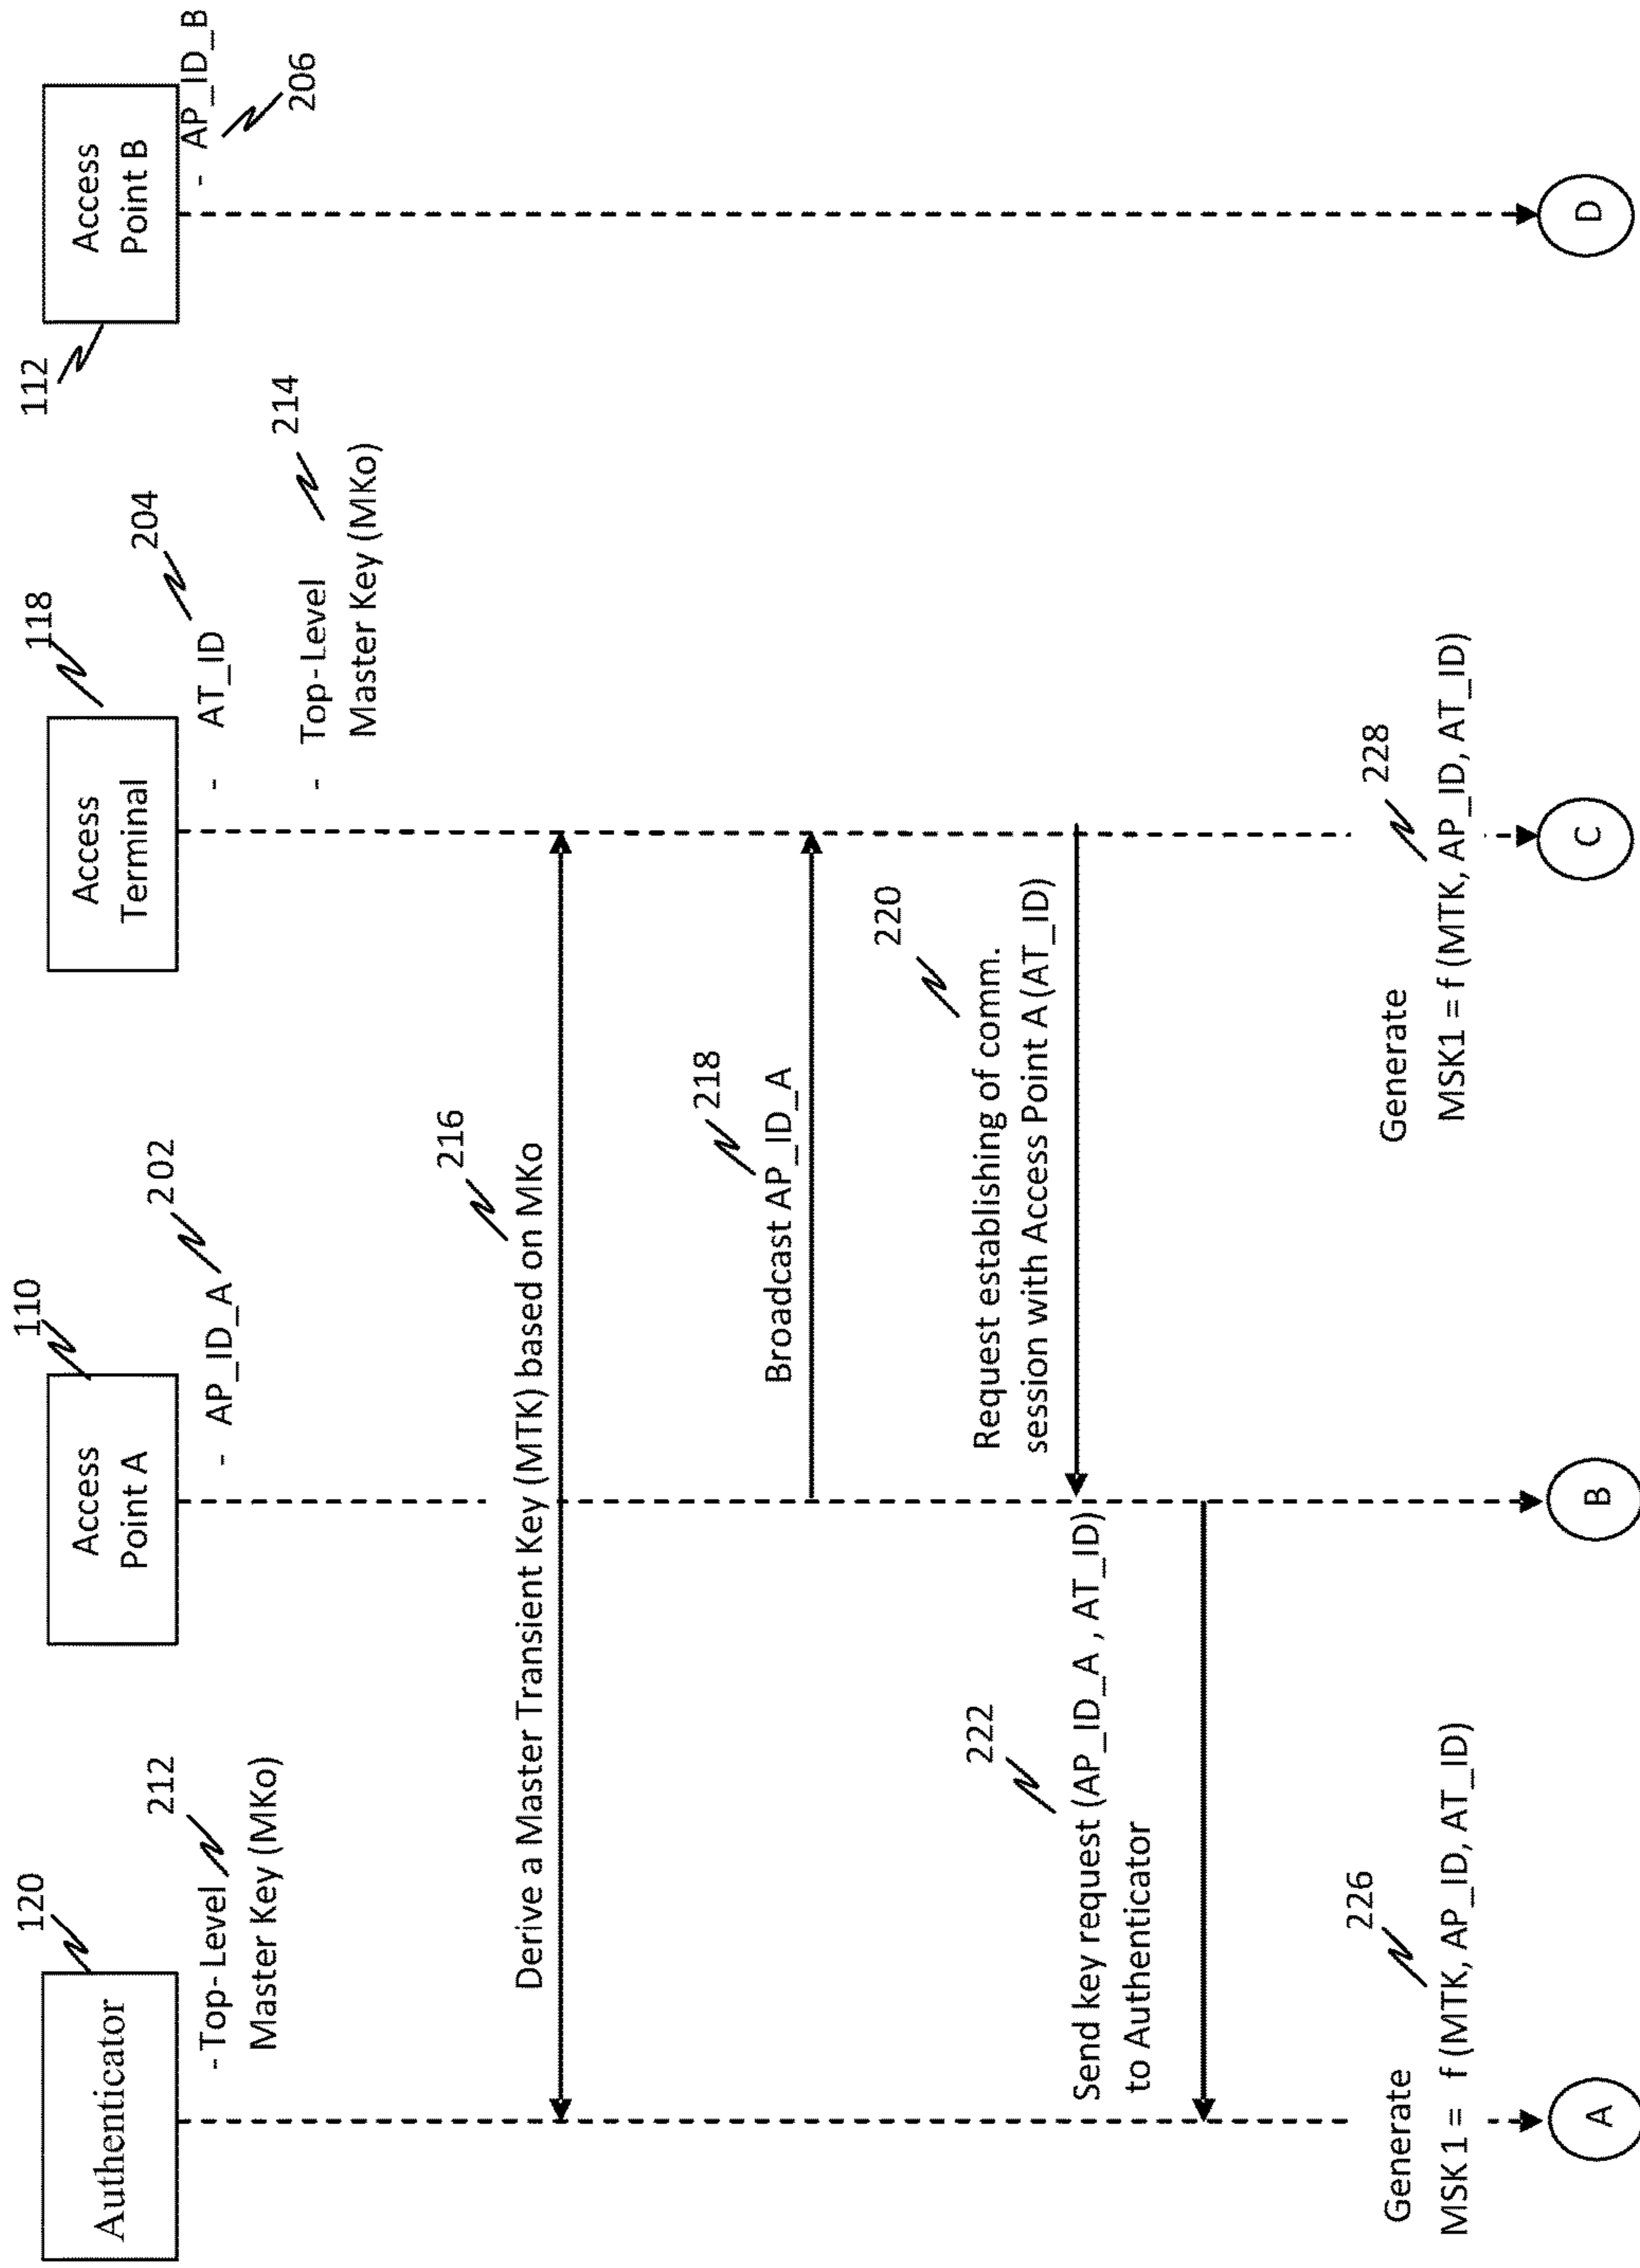 120
110
118
112
Authenticator
Access
Point A
Access
Terminal
Access
Point B
-Top-Level
Master Key (MKo)
212
- AP_ID_A
202
- AT_ID
204
- Top-Level
Master Key (MKo)
214
- AP_ID_B
206
216
Derive a Master Transient Key (MTK) based on MKo
218
Broadcast AP_ID_A
220
Request establishing of comm.
session with Access Point A (AT_ID)
222
Send key request (AP_ID_A , AT_ID)
to Authenticator
226
Generate
MSK 1 = f (MTK, AP_ID, AT_ID)
228
Generate
MSK1 = f (MTK, AP_ID, AT_ID)
A
B
C
D